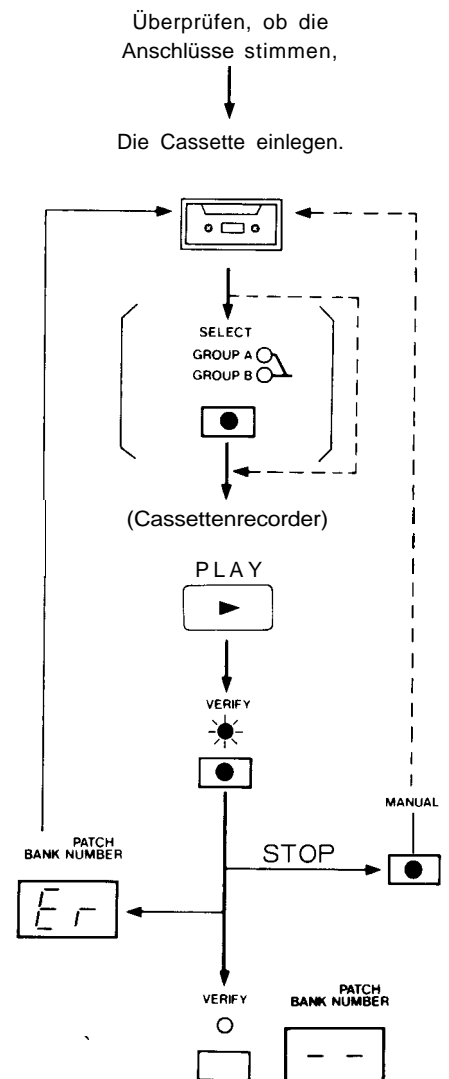 Überprüfen, ob die
Anschlüsse stimmen,
Die Cassette einlegen.
SELECT
GROUP A
GROUP B
(Cassettenrecorder)
PLAY
VERIFY
MANUAL
STOP
PATCH
BANK NUMBER
Er
VERIFY
PATCH
BANK NUMBER
- -